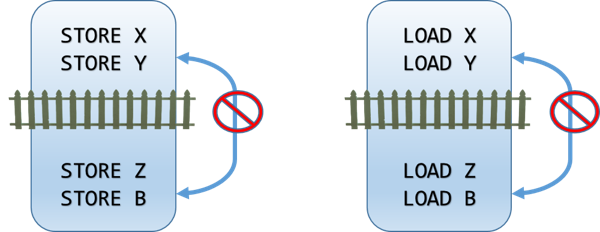 STORE X
STORE Y
STORE Z
STORE B
LOAD X
LOAD Y
LOAD Z
LOAD B